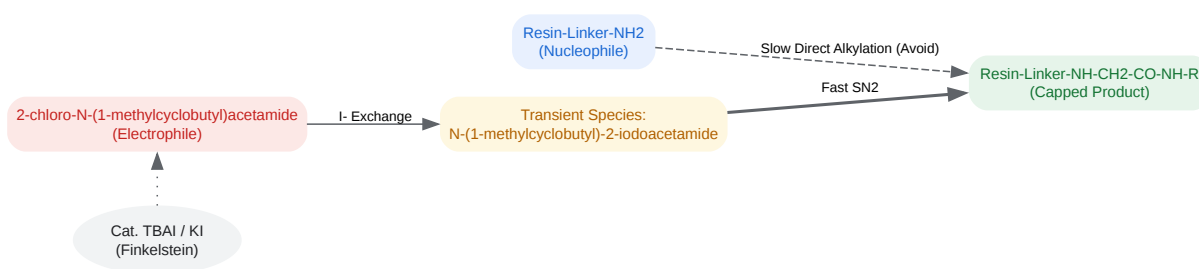 Resin-Linker-NH2
(Nucleophile)
Slow Direct Alkylation (Avoid)
Resin-Linker-NH-CH2-CO-NH-R
(Capped Product)
Fast SN2
2-chloro-N-(1-methylcyclobutyl)acetamide
(Electrophile)
I- Exchange
Transient Species:
N-(1-methylcyclobutyl)-2-iodoacetamide
Cat. TBAI / KI
(Finkelstein)